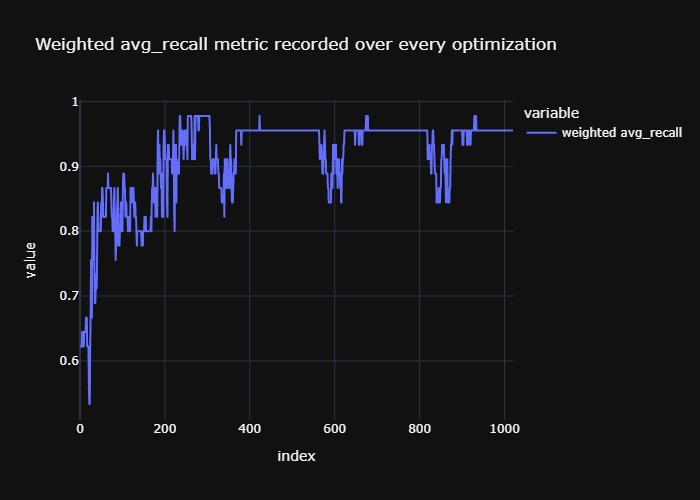 Weighted avg_recall metric recorded over every optimization
variable
weighted avg_recall
value
1
0.9
0.8
0.7
0.6
0
200
400
600
800
1000
index